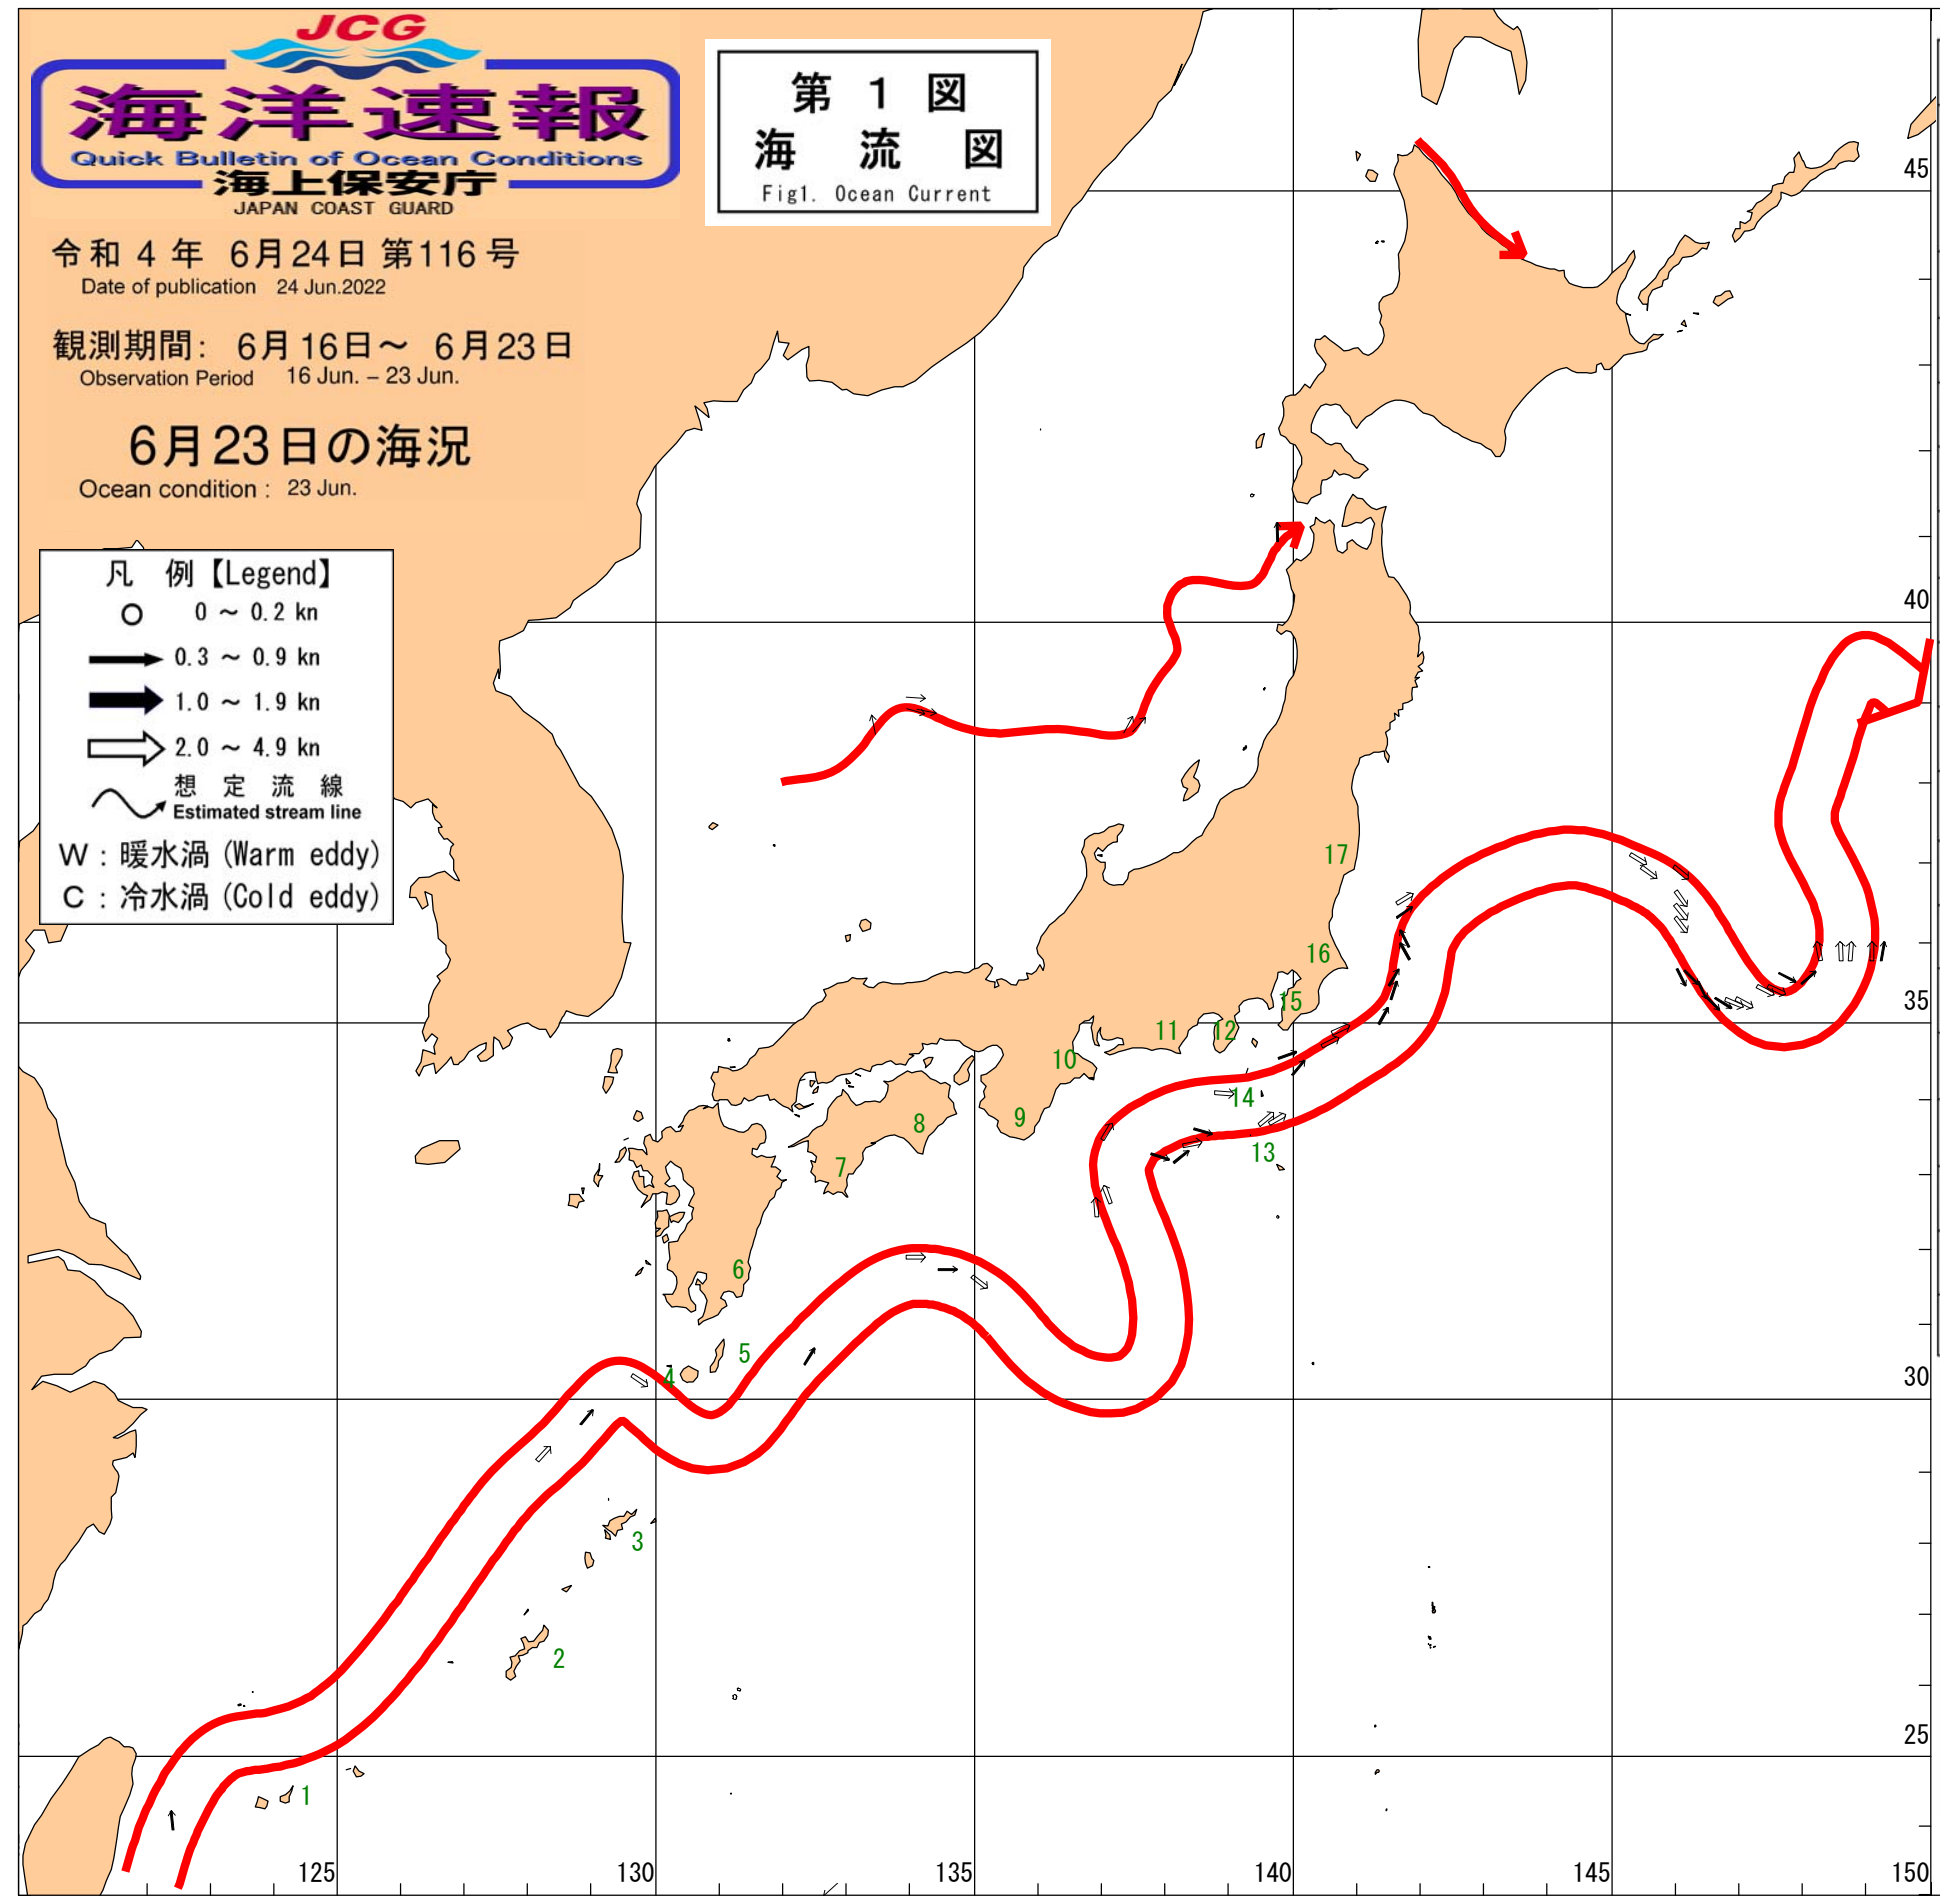 JCG
海洋速報
Quick Bulletin of Ocean Conditions
海上保安庁
JAPAN COAST GUARD
第 1 図
海 流 図
Fig1. Ocean Current
令和 4 年 6月24日 第116号
Date of publication 24 Jun.2022
観測期間: 6月16日～ 6月23日
Observation Period 16 Jun. – 23 Jun.
6月23日の海況
Ocean condition : 23 Jun.
凡 例【Legend】
0 ～ 0.2 kn
0.3 ～ 0.9 kn
1.0 ～ 1.9 kn
2.0 ～ 4.9 kn
想 定 流 線
Estimated stream line
W : 暖水渦 (Warm eddy)
C : 冷水渦 (Cold eddy)
45
40
17
16
35
15
12
11
10
14
9
8
13
7
6
5
4
30
3
2
25
1
125
130
135
140
145
150